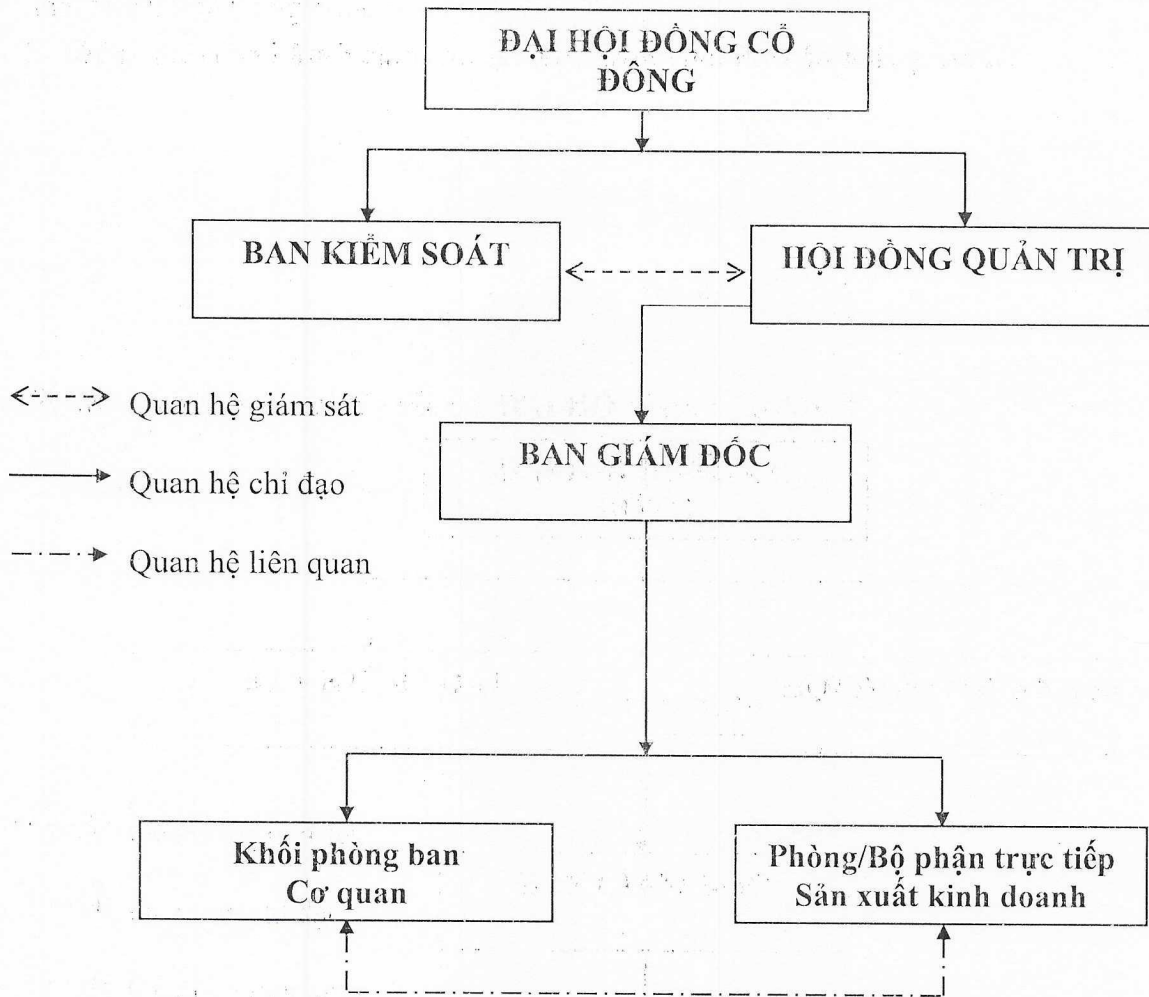 ĐẠI HỘI ĐỒNG CỔ
ĐÔNG
BAN KIỂM SOÁT
HỘI ĐỒNG QUẢN TRỊ
Quan hệ giám sát
BAN GIÁM ĐỐC
Quan hệ chỉ đạo
Quan hệ liên quan
Khối phòng ban
Cơ quan
Phòng/Bộ phận trực tiếp
Sản xuất kinh doanh